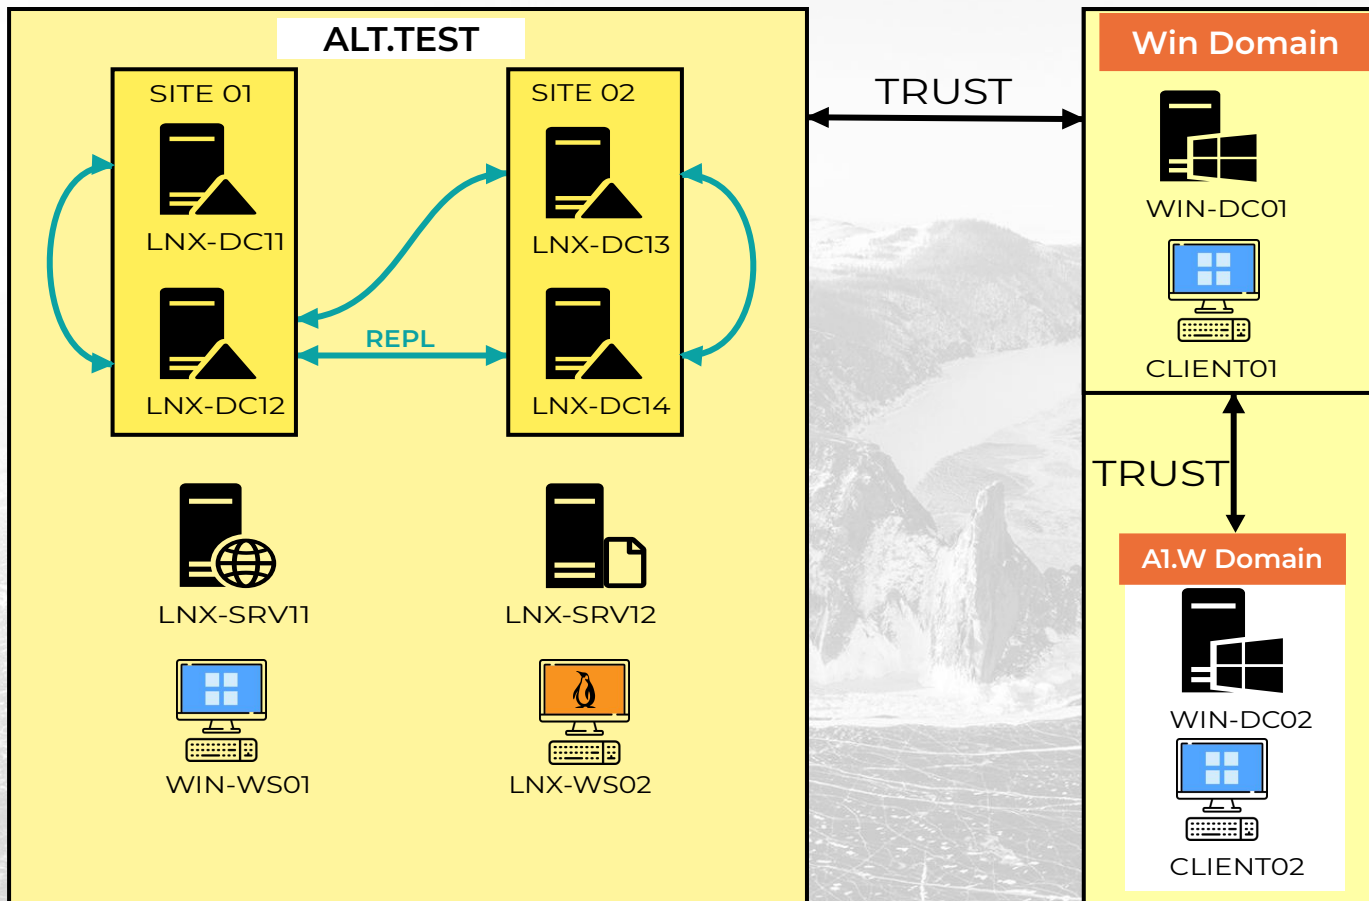 ALT.TEST
SITE 01
LNX-DC11
LNX-DC12
SITE 02
LNX-DC13
LNX-DC14
REPL
LNX-SRV11
LNX-SRV12
WIN-WS01
LNX-WS02
TRUST
Win Domain
WIN-DC01
CLIENT01
TRUST
A1.W Domain
WIN-DC02
CLIENT02